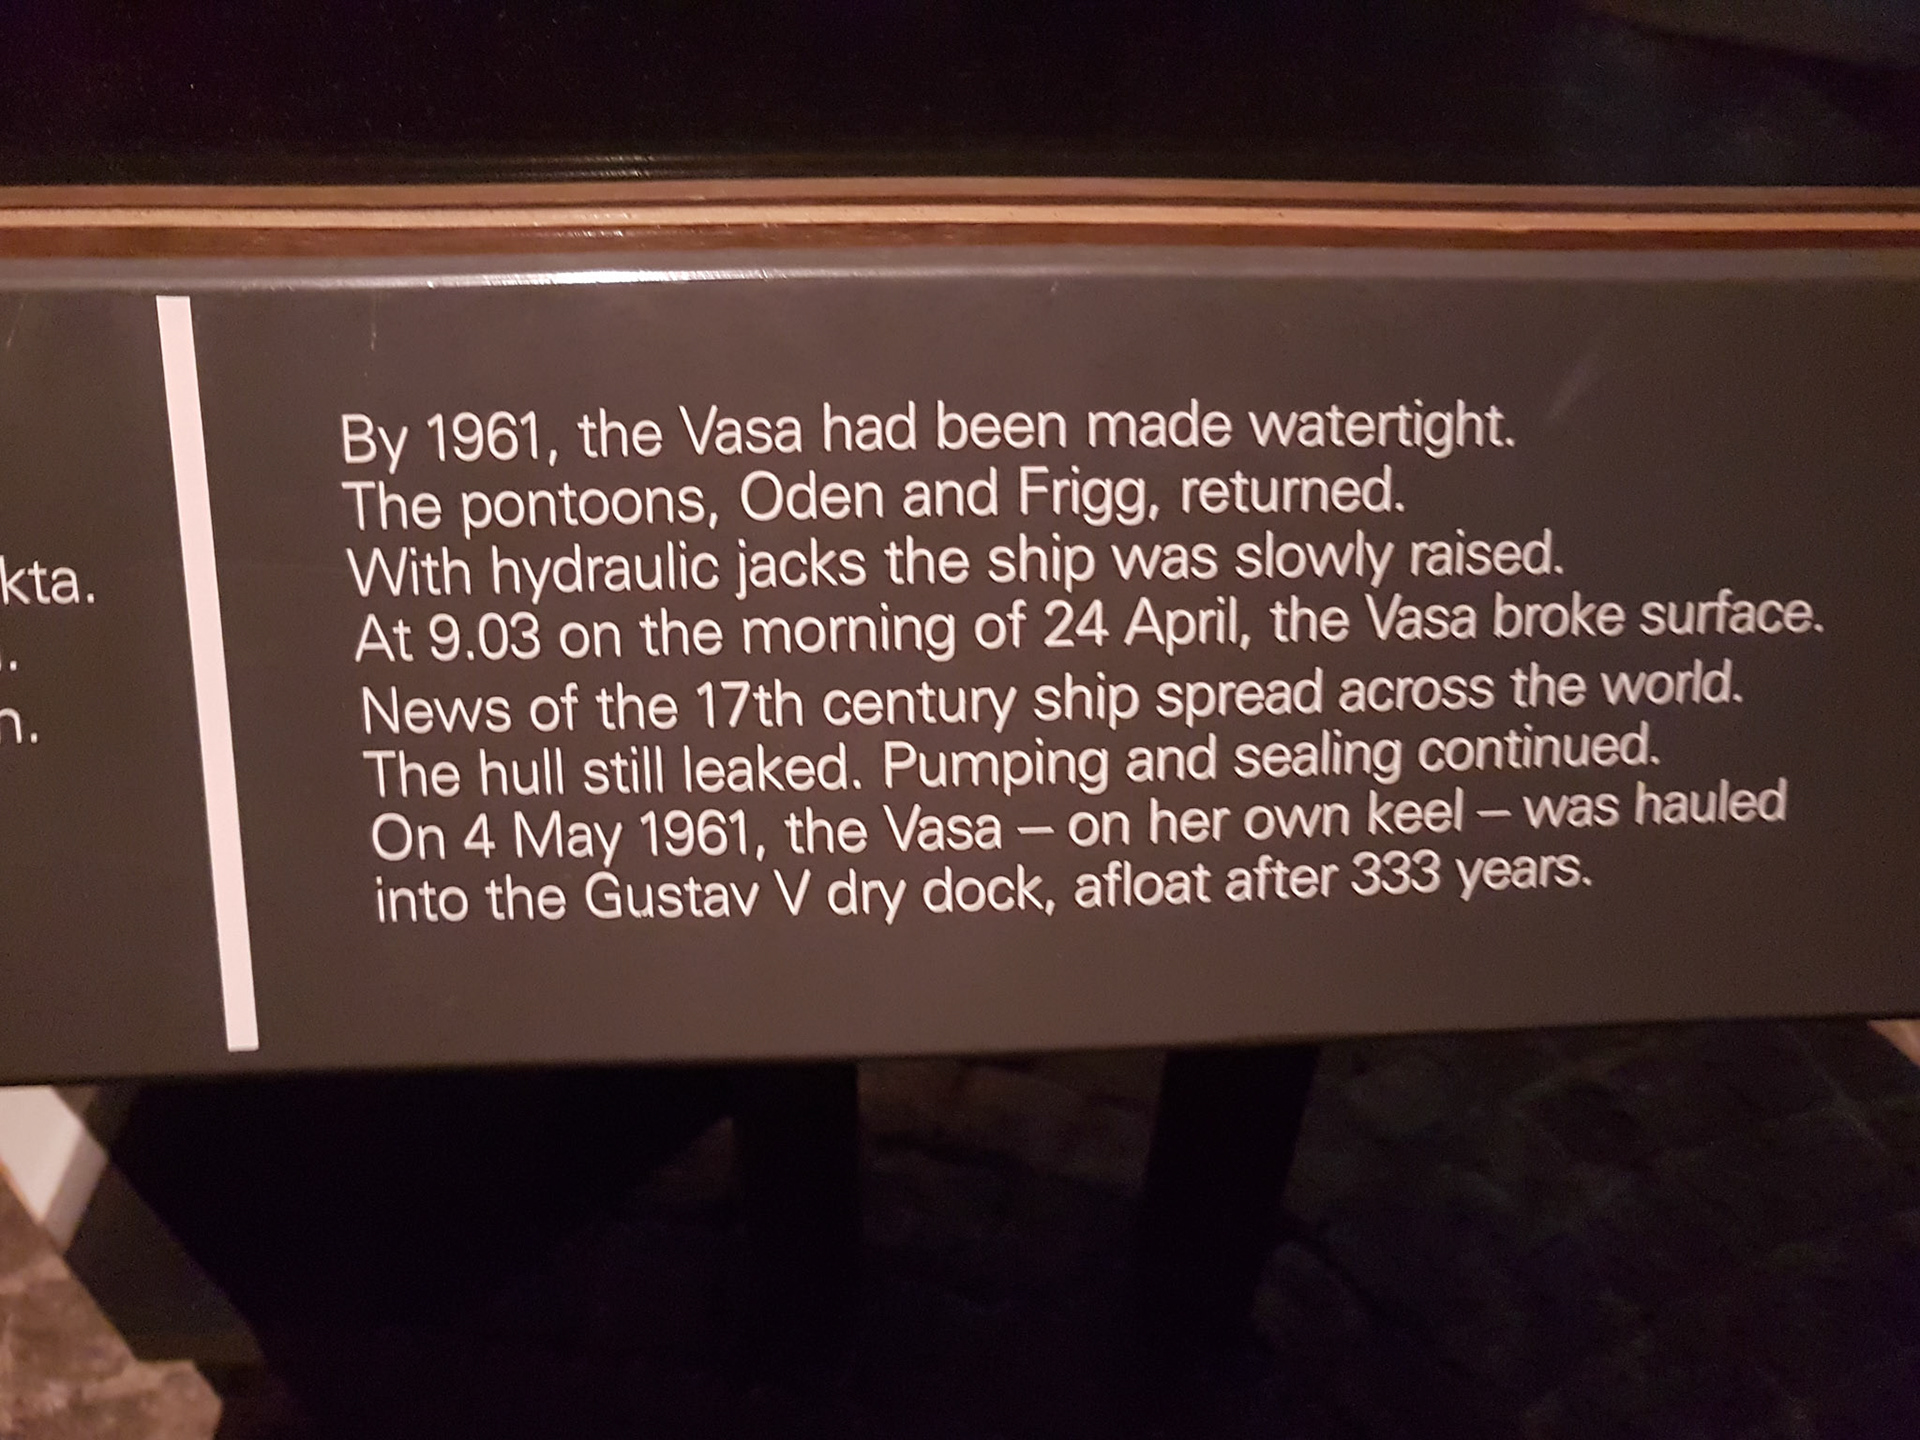 kta.
n.
By 1961, the Vasa had been made watertight.
The pontoons, Oden and Frigg, returned.
With hydraulic jacks the ship was slowly raised.
At 9.03 on the morning of 24 April, the Vasa broke surface.
News of the 17th century ship spread across the world.
The hull still leaked. Pumping and sealing continued.
On 4 May 1961, the Vasa – on her own keel – was hauled
into the Gustav V dry dock, afloat after 333 years.